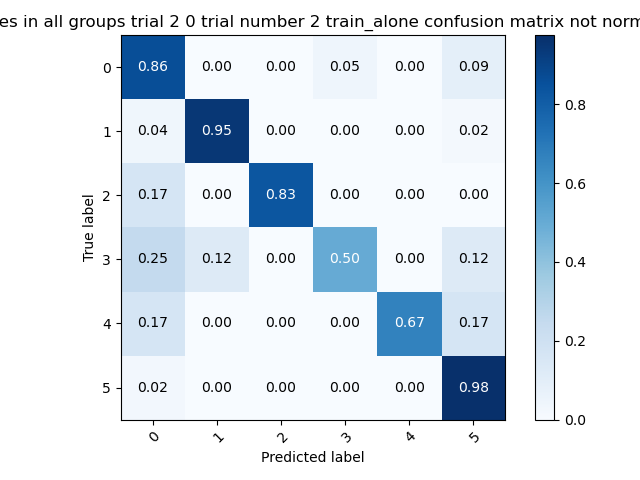 es in all groups trial 2 0 trial number 2 train_alone confusion matrix not norm
0 0.86 0.00 0.00 0.05 0.00 0.09
1 0.04 0.95 0.00 0.00 0.00 0.02
2 0.17 0.00 0.83 0.00 0.00 0.00
3 0.25 0.12 0.00 0.50 0.00 0.12
4 0.17 0.00 0.00 0.00 0.67 0.17
5 0.02 0.00 0.00 0.00 0.00 0.98
0 1 2 3 4 5
True label
Predicted label
0.8
0.6
0.4
0.2
0.0